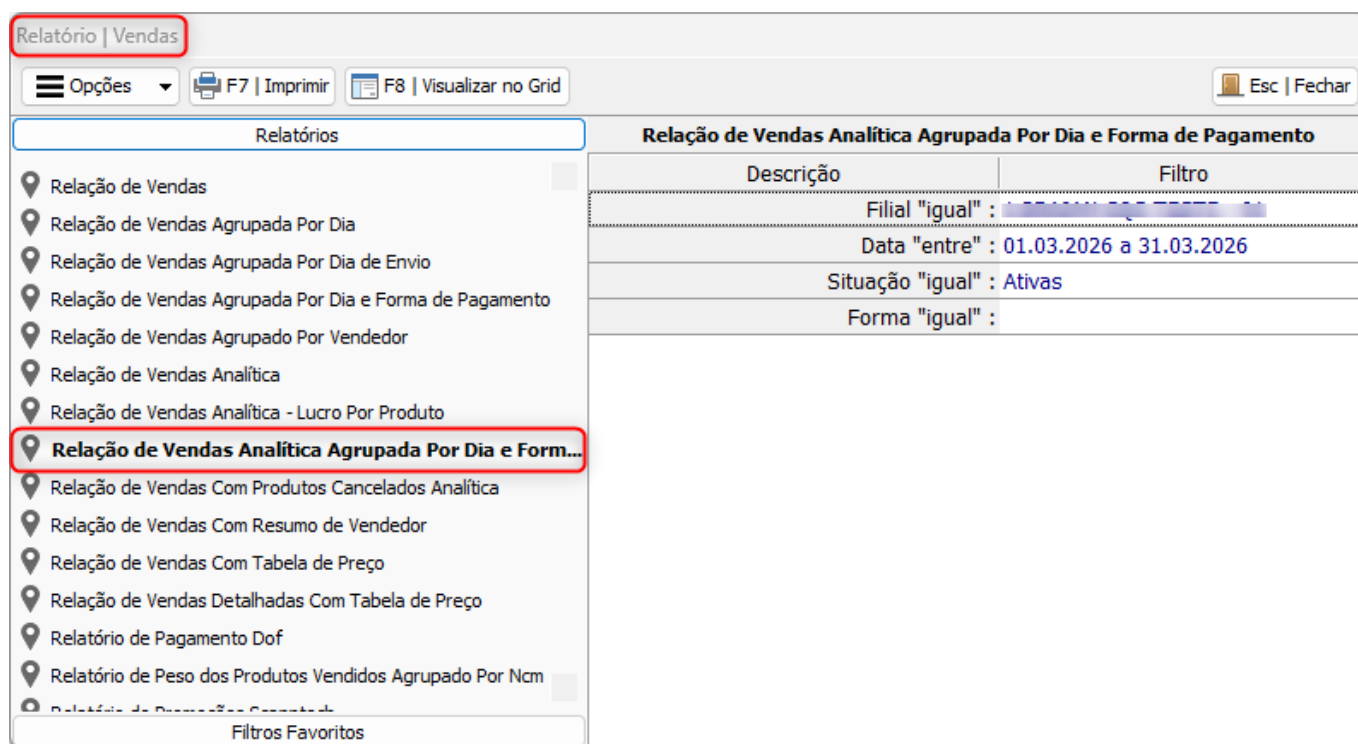 Relatório | Vendas
Opções F7 | Imprimir F8 | Visualizar no Grid Esc | Fechar
Relatórios
Relação de Vendas
Relação de Vendas Agrupada Por Dia
Relação de Vendas Agrupada Por Dia de Envio
Relação de Vendas Agrupada Por Dia e Forma de Pagamento
Relação de Vendas Agrupado Por Vendedor
Relação de Vendas Analítica
Relação de Vendas Analítica - Lucro Por Produto
Relação de Vendas Analítica Agrupada Por Dia e Form...
Relação de Vendas Com Produtos Cancelados Analítica
Relação de Vendas Com Resumo de Vendedor
Relação de Vendas Com Tabela de Preço
Relação de Vendas Detalhadas Com Tabela de Preço
Relatório de Pagamento Dof
Relatório de Peso dos Produtos Vendidos Agrupado Por Ncm
Filtros Favoritos
Relação de Vendas Analítica Agrupada Por Dia e Forma de Pagamento
Descrição Filtro
Filial "igual" :
Data "entre" : 01.03.2026 a 31.03.2026
Situação "igual" : Ativas
Forma "igual" :